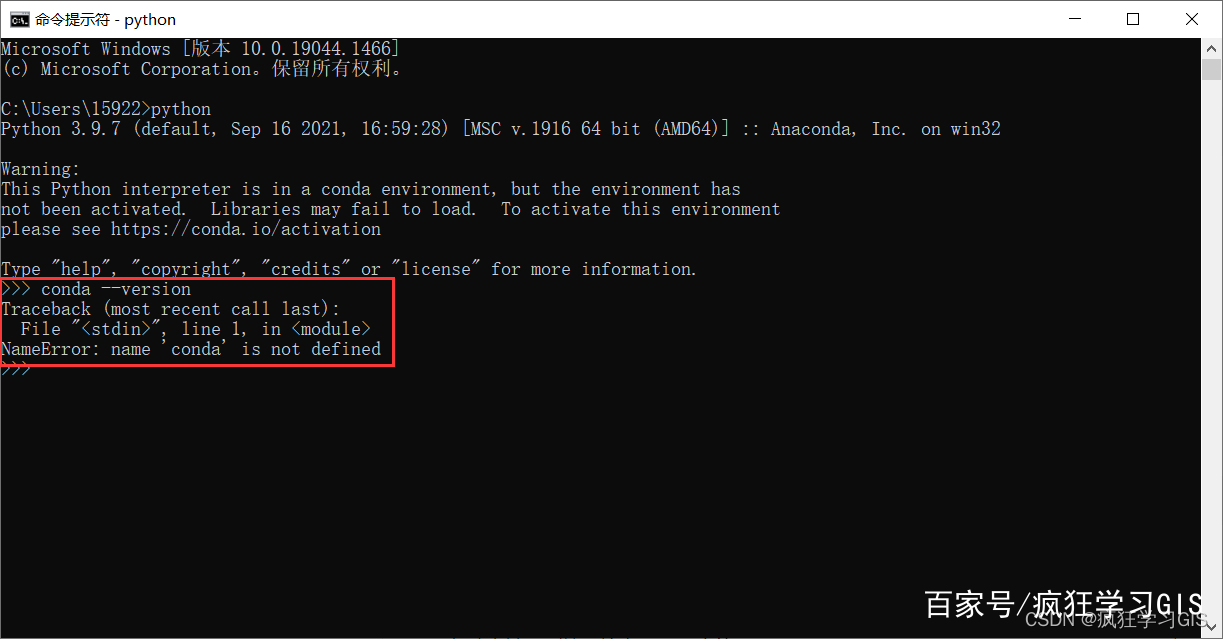 命令提示符 - python
Microsoft Windows [版本 10.0.19044.1466]
(c) Microsoft Corporation。保留所有权利。
C:\Users\15922>python
Python 3.9.7 (default, Sep 16 2021, 16:59:28) [MSC v.1916 64 bit (AMD64)] :: Anaconda, Inc. on win32
Warning:
This Python interpreter is in a conda environment, but the environment has
not been activated.  Libraries may fail to load.  To activate this environment
please see https://conda.io/activation
Type "help", "copyright", "credits" or "license" for more information.
>>> conda --version
Traceback (most recent call last):
  File "<stdin>", line 1, in <module>
NameError: name 'conda' is not defined
>>>
百家号/疯狂学习GIS
CSDN @疯狂学习GIS